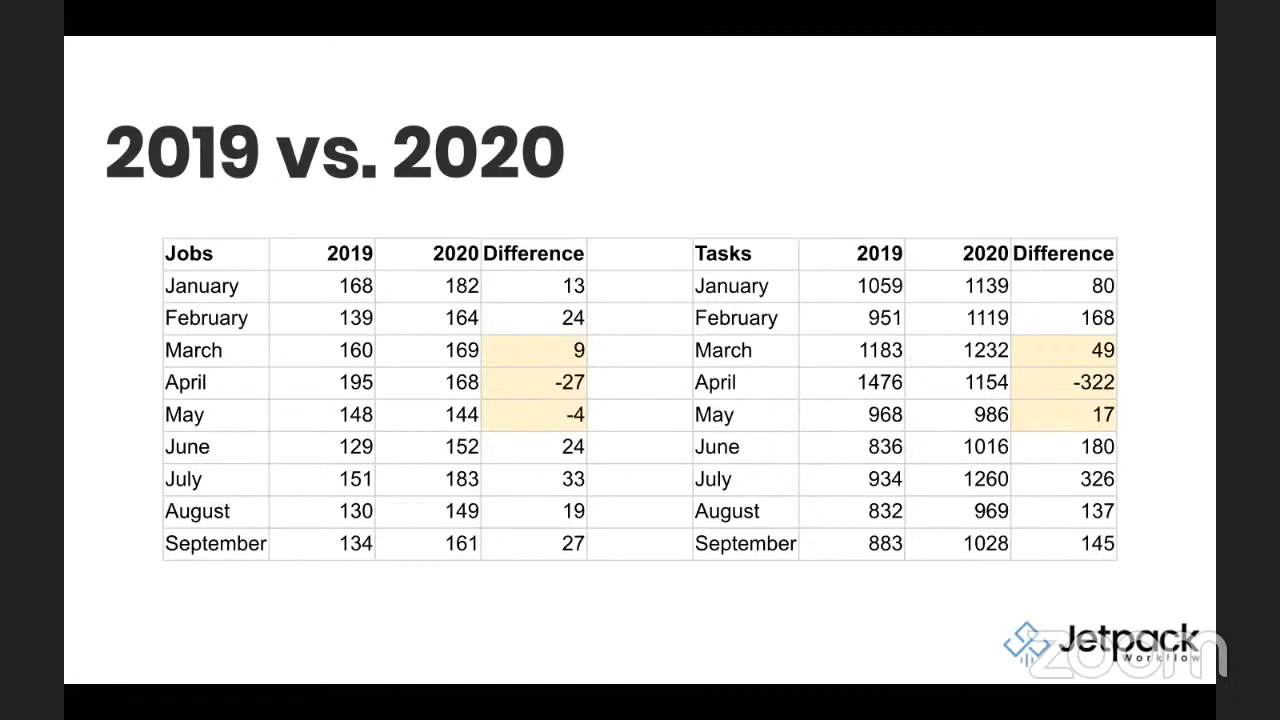 2019 vs. 2020
Jobs 2019 2020 Difference Tasks 2019 2020 Difference
January 168 182 13 January 1059 1139 80
February 139 164 24 February 951 1119 168
March 160 169 9 March 1183 1232 49
April 195 168 -27 April 1476 1154 -322
May 148 144 -4 May 968 986 17
June 129 152 24 June 836 1016 180
July 151 183 33 July 934 1260 326
August 130 149 19 August 832 969 137
September 134 161 27 September 883 1028 145
Jetpack
Workflow
zoom